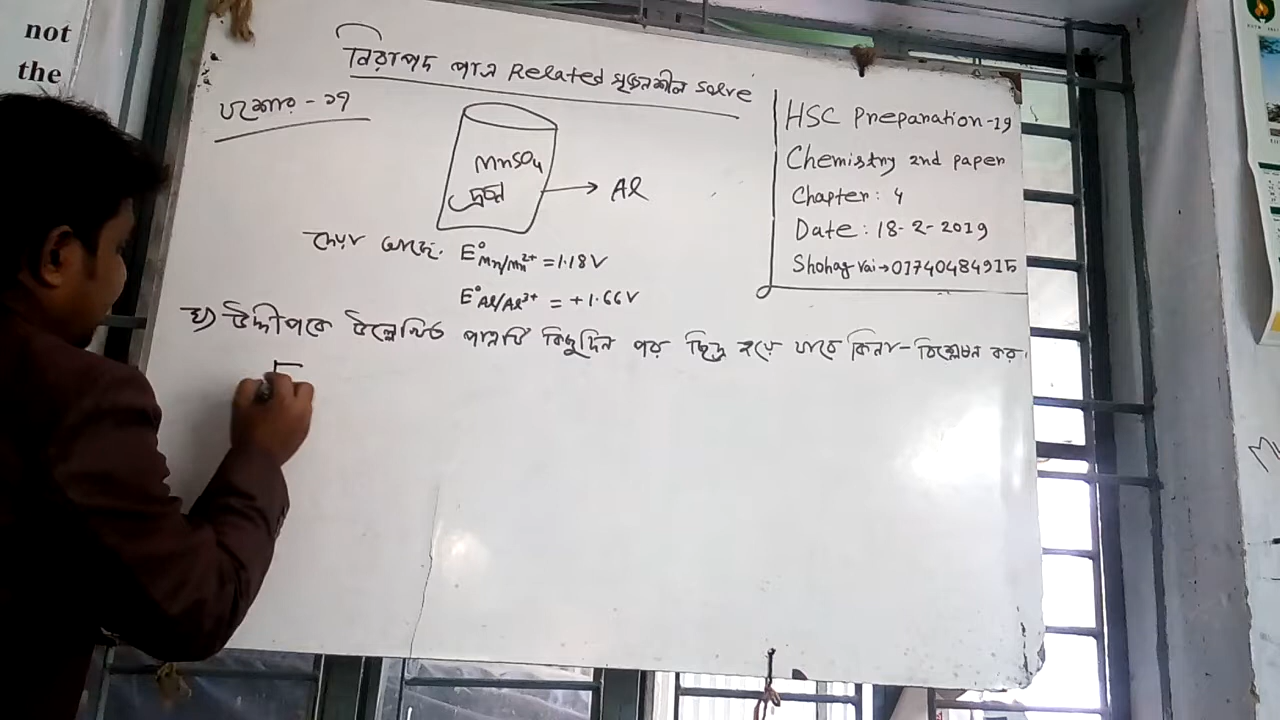 not
the
নিরাপদ পাত্র Related সৃজনশীল solve
যশোর - ১৭
MnSO4
দ্রবণ
Al
দেয়া আছে.
E°Mn/Mn2+ = 1.18V
E°Al/Al3+ = +1.66V
ঘ) উদ্দীপকে উল্লেখিত পাত্রটি কিছুদিন পর ছিদ্র হয়ে যাবে কিনা - বিশ্লেষণ কর।
HSC Preparation-19
Chemistry 2nd paper
Chapter: 4
Date: 18-2-2019
Shohag Vai→01740484915